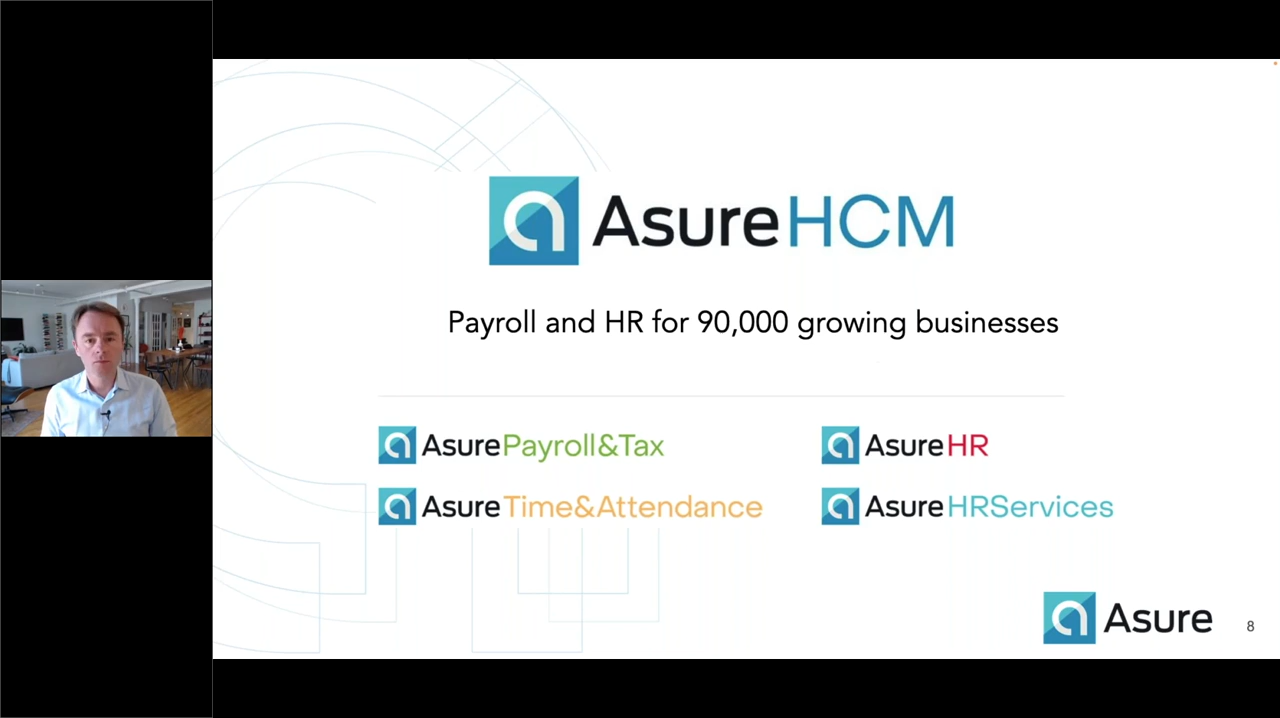 AsureHCM
Payroll and HR for 90,000 growing businesses
AsurePayroll&Tax
AsureHR
AsureTime&Attendance
AsureHRServices
Asure
8